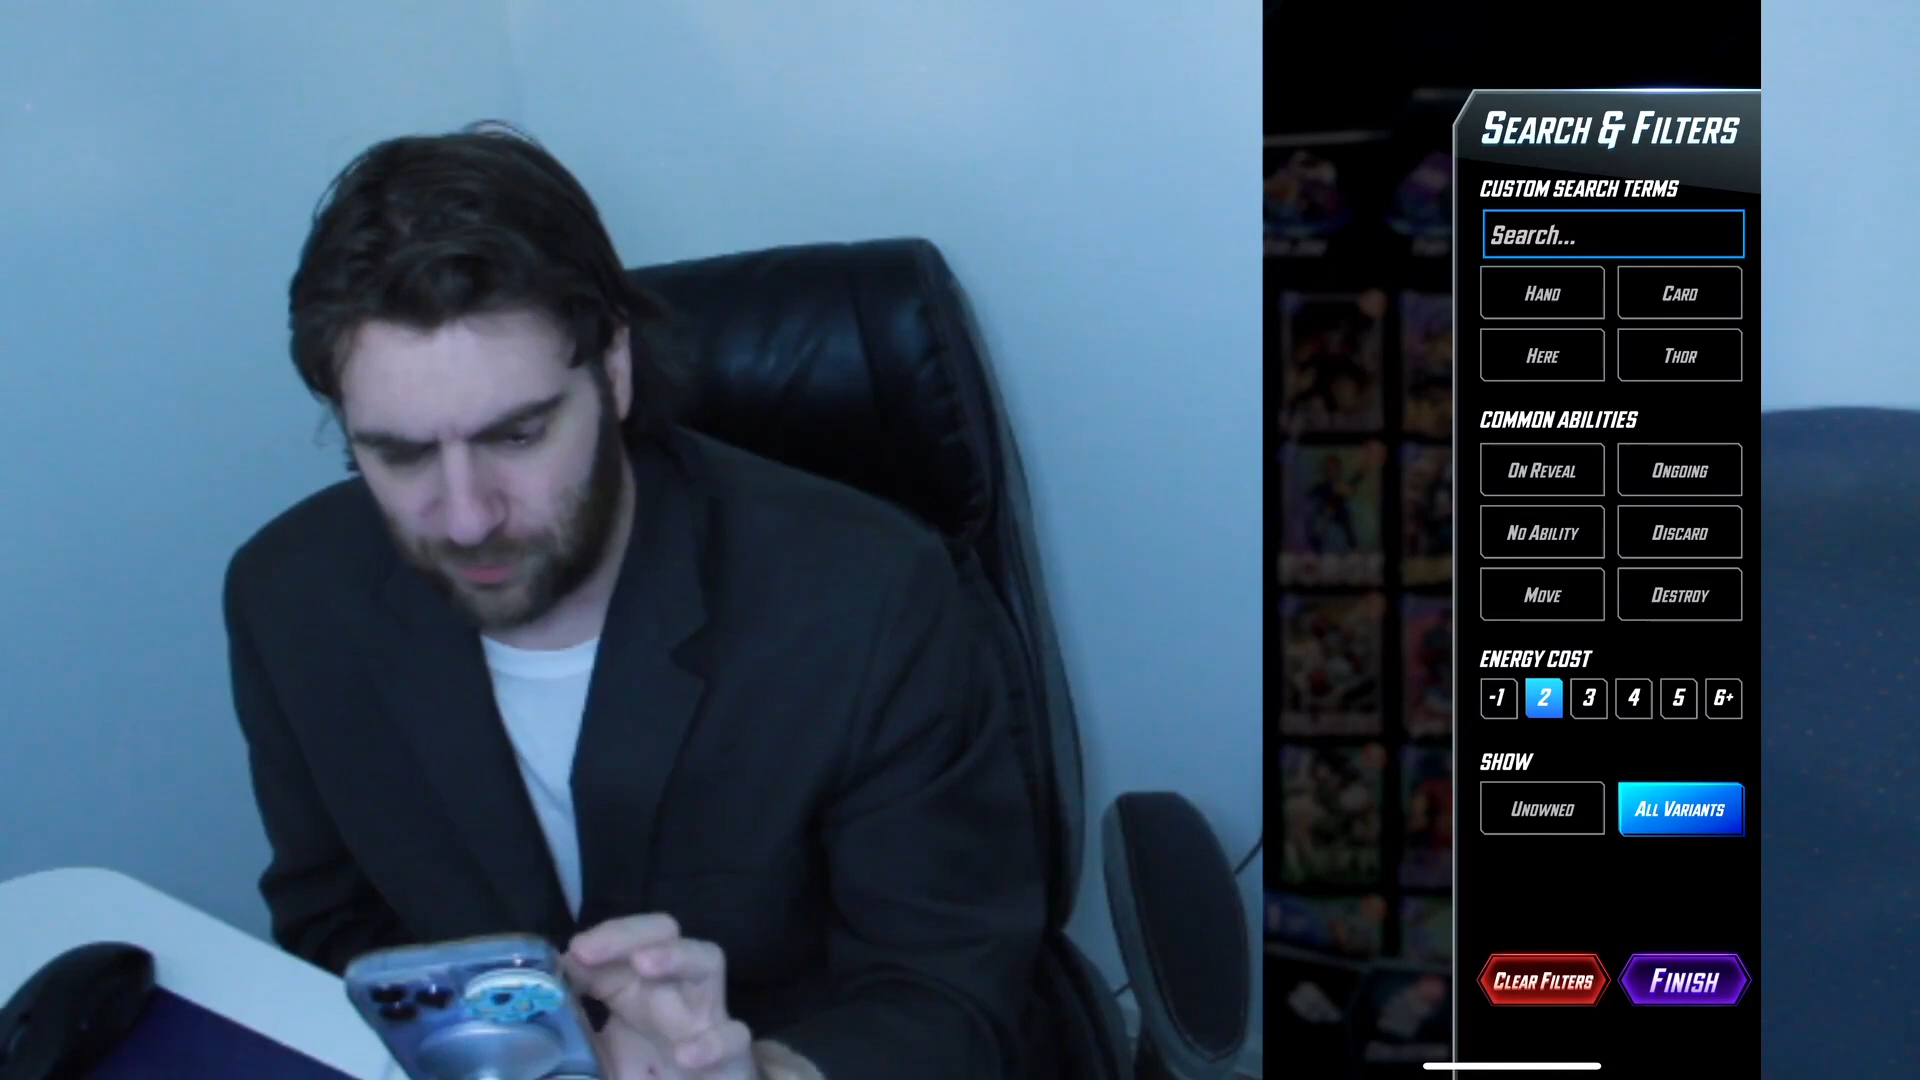 SEARCH & FILTERS
CUSTOM SEARCH TERMS
Search...
HAND CARD
HERE THOR
COMMON ABILITIES
ON REVEAL ONGOING
NO ABILITY DISCARD
MOVE DESTROY
ENERGY COST
-1 2 3 4 5 6+
SHOW
UNOWNED ALL VARIANTS
CLEAR FILTERS FINISH